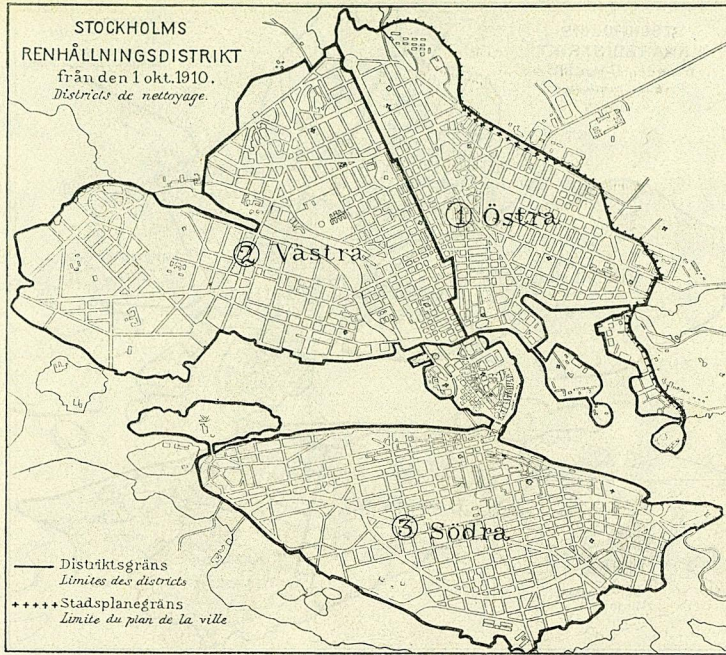 STOCKHOLMS
RENHÅLLNINGSDISTRIKT
från den 1 okt. 1910.
Districts de nettoyage.
① Östra
② Västra
③ Södra
Distriktsgräns
Limites des districts
+++++ Stadsplanegräns
Limite du plan de la ville